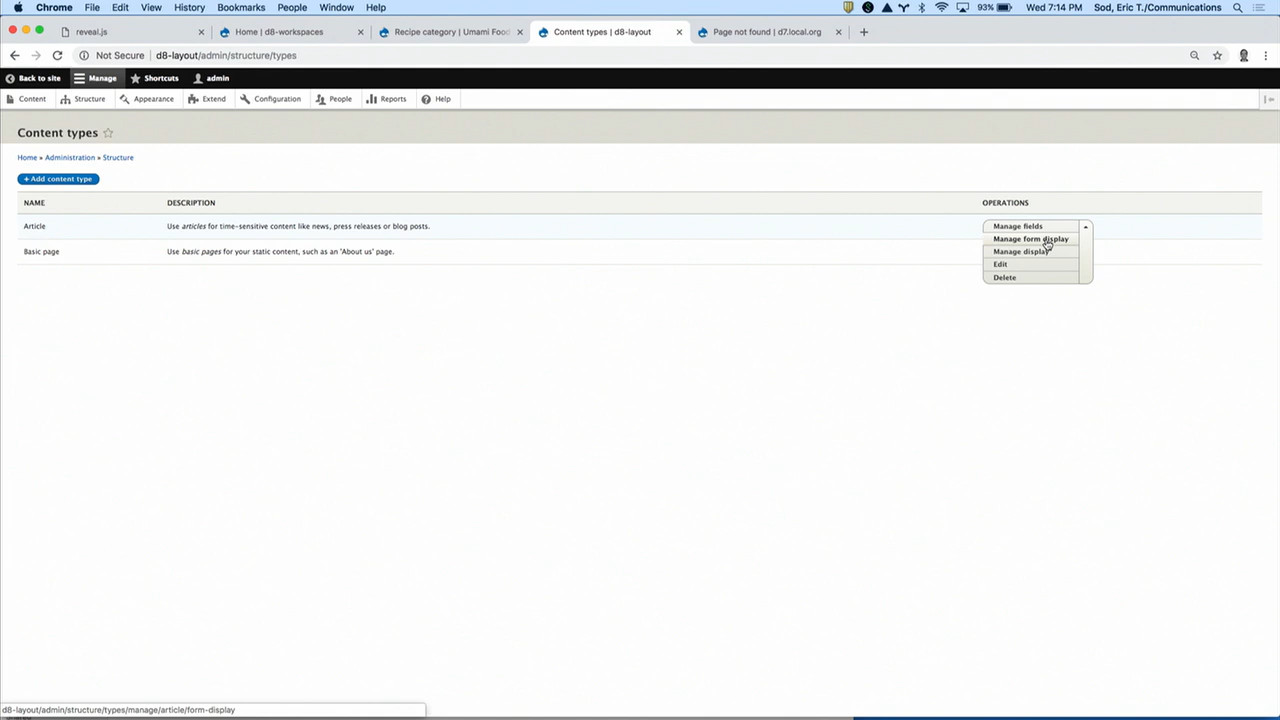 Chrome File Edit View History Bookmarks People Window Help 93% Wed 7:14 PM Sod, Eric T./Communications
reveal.js Home | d8-workspaces Recipe category | Umami Food Content types | d8-layout Page not found | d7.local.org
Not Secure d8-layout/admin/structure/types
Back to site Manage Shortcuts admin
Content Structure Appearance Extend Configuration People Reports Help
Content types
Home » Administration » Structure
+ Add content type
NAME DESCRIPTION OPERATIONS
Article Use articles for time-sensitive content like news, press releases or blog posts. Manage fields
Manage form display
Basic page Use basic pages for your static content, such as an 'About us' page. Manage display
Edit
Delete
d8-layout/admin/structure/types/manage/article/form-display